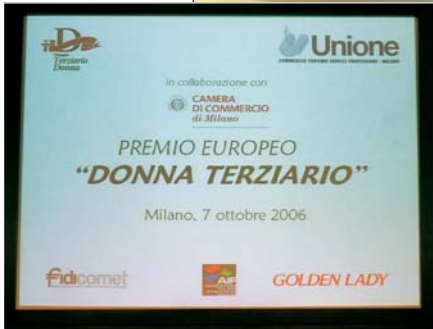 Terziario
Donna
Unione
COMMERCIO TURISMO SERVIZI PROFESSIONI - MILANO
in collaborazione con
CAMERA
DI COMMERCIO
di Milano
PREMIO EUROPEO
"DONNA TERZIARIO"
Milano, 7 ottobre 2006
Fidicomet
AIF
GOLDEN LADY